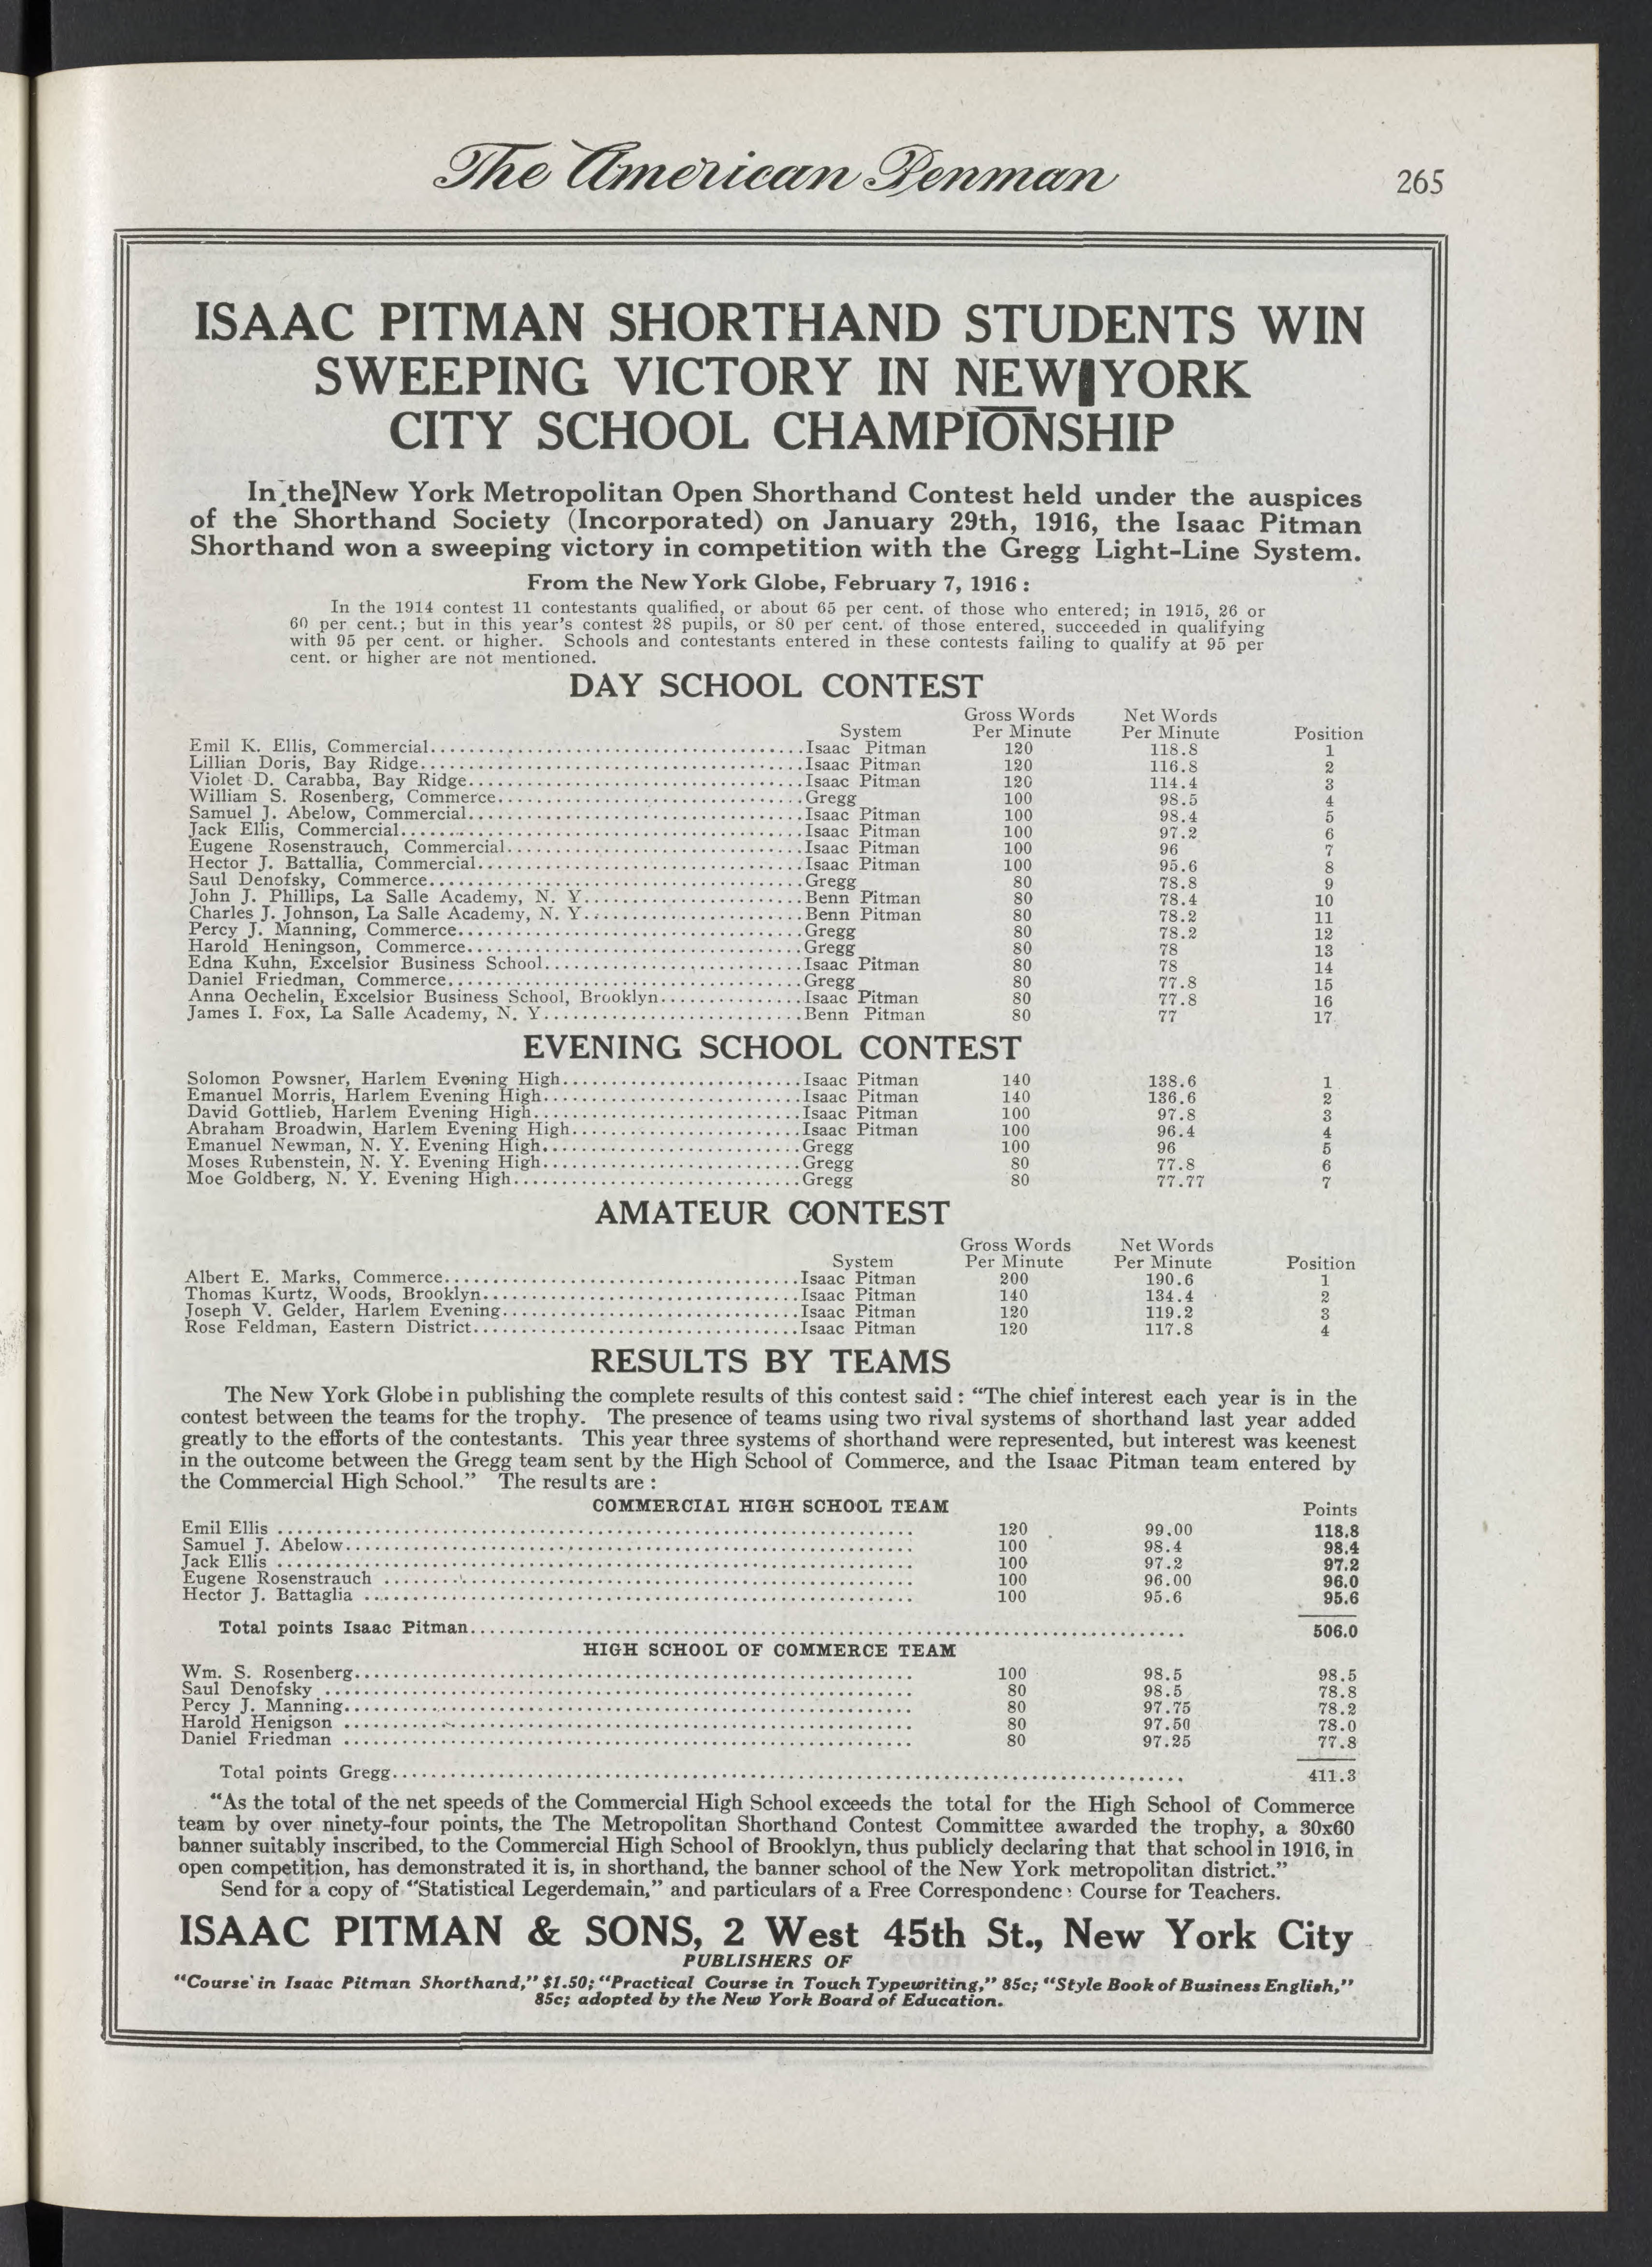 The American Penman 265
ISAAC PITMAN SHORTHAND STUDENTS WIN
SWEEPING VICTORY IN NEW YORK
CITY SCHOOL CHAMPIONSHIP
In the New York Metropolitan Open Shorthand Contest held under the auspices
of the Shorthand Society (Incorporated) on January 29th, 1916, the Isaac Pitman
Shorthand won a sweeping victory in competition with the Gregg Light-Line System.
From the New York Globe, February 7, 1916 :
In the 1914 contest 11 contestants qualified, or about 65 per cent. of those who entered; in 1915, 26 or
60 per cent.; but in this year's contest 28 pupils, or 80 per cent. of those entered, succeeded in qualifying
with 95 per cent. or higher. Schools and contestants entered in these contests failing to qualify at 95 per
cent. or higher are not mentioned.
DAY SCHOOL CONTEST
Gross Words Net Words
System Per Minute Per Minute Position
Emil K. Ellis, Commercial........Isaac Pitman 120 118.8 1
Lillian Doris, Bay Ridge........Isaac Pitman 120 116.8 2
Violet D. Carabba, Bay Ridge........Isaac Pitman 120 114.4 3
William S. Rosenberg, Commerce........Gregg 100 98.5 4
Samuel J. Abelow, Commercial........Isaac Pitman 100 98.4 5
Jack Ellis, Commercial........Isaac Pitman 100 97.2 6
Eugene Rosenstrauch, Commercial........Isaac Pitman 100 96 7
Hector J. Battallia, Commercial........Isaac Pitman 100 95.6 8
Saul Denofsky, Commerce........Gregg 80 78.8 9
John J. Phillips, La Salle Academy, N. Y........Benn Pitman 80 78.4 10
Charles J. Johnson, La Salle Academy, N. Y........Benn Pitman 80 78.2 11
Percy J. Manning, Commerce........Gregg 80 78.2 12
Harold Heningson, Commerce........Gregg 80 78 13
Edna Kuhn, Excelsior Business School........Isaac Pitman 80 78 14
Daniel Friedman, Commerce........Gregg 80 77.8 15
Anna Oechelin, Excelsior Business School, Brooklyn........Isaac Pitman 80 77.8 16
James I. Fox, La Salle Academy, N. Y........Benn Pitman 80 77 17
EVENING SCHOOL CONTEST
Solomon Powsner, Harlem Evening High........Isaac Pitman 140 138.6 1
Emanuel Morris, Harlem Evening High........Isaac Pitman 140 136.6 2
David Gottlieb, Harlem Evening High........Isaac Pitman 100 97.8 3
Abraham Broadwin, Harlem Evening High........Isaac Pitman 100 96.4 4
Emanuel Newman, N. Y. Evening High........Gregg 100 96 5
Moses Rubenstein, N. Y. Evening High........Gregg 80 77.8 6
Moe Goldberg, N. Y. Evening High........Gregg 80 77.77 7
AMATEUR CONTEST
Gross Words Net Words
System Per Minute Per Minute Position
Albert E. Marks, Commerce........Isaac Pitman 200 190.6 1
Thomas Kurtz, Woods, Brooklyn........Isaac Pitman 140 134.4 2
Joseph V. Gelder, Harlem Evening........Isaac Pitman 120 119.2 3
Rose Feldman, Eastern District........Isaac Pitman 120 117.8 4
RESULTS BY TEAMS
The New York Globe in publishing the complete results of this contest said : "The chief interest each year is in the
contest between the teams for the trophy. The presence of teams using two rival systems of shorthand last year added
greatly to the efforts of the contestants. This year three systems of shorthand were represented, but interest was keenest
in the outcome between the Gregg team sent by the High School of Commerce, and the Isaac Pitman team entered by
the Commercial High School." The results are :
COMMERCIAL HIGH SCHOOL TEAM Points
Emil Ellis ........ 120 99.00 118.8
Samuel J. Abelow........ 100 98.4 98.4
Jack Ellis ........ 100 97.2 97.2
Eugene Rosenstrauch ........ 100 96.00 96.0
Hector J. Battaglia ........ 100 95.6 95.6
Total points Isaac Pitman........ 506.0
HIGH SCHOOL OF COMMERCE TEAM
Wm. S. Rosenberg........ 100 98.5 98.5
Saul Denofsky ........ 80 98.5 78.8
Percy J. Manning........ 80 97.75 78.2
Harold Henigson ........ 80 97.50 78.0
Daniel Friedman ........ 80 97.25 77.8
Total points Gregg........ 411.3
"As the total of the net speeds of the Commercial High School exceeds the total for the High School of Commerce
team by over ninety-four points, the The Metropolitan Shorthand Contest Committee awarded the trophy, a 30x60
banner suitably inscribed, to the Commercial High School of Brooklyn, thus publicly declaring that that school in 1916, in
open competition, has demonstrated it is, in shorthand, the banner school of the New York metropolitan district."
Send for a copy of "Statistical Legerdemain," and particulars of a Free Correspondence Course for Teachers.
ISAAC PITMAN & SONS, 2 West 45th St., New York City
PUBLISHERS OF
"Course in Isaac Pitman Shorthand," $1.50; "Practical Course in Touch Typewriting," 85c; "Style Book of Business English,"
85c; adopted by the New York Board of Education.